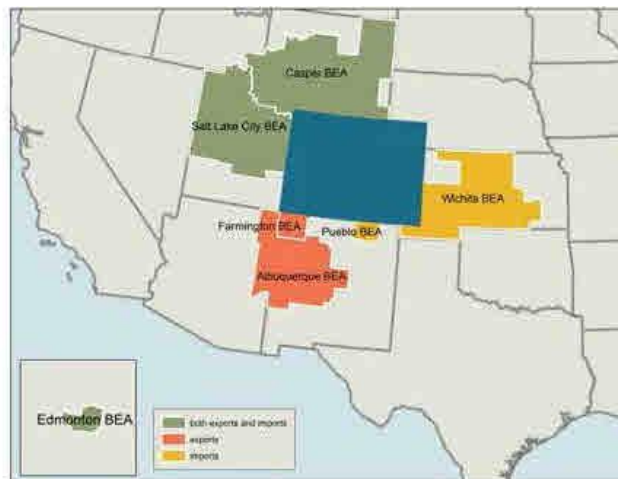 Casper BEA
Salt Lake City BEA
Wichita BEA
Farmington BEA
Pueblo BEA
Albuquerque BEA
Edmonton BEA
both exports and imports
exports
imports